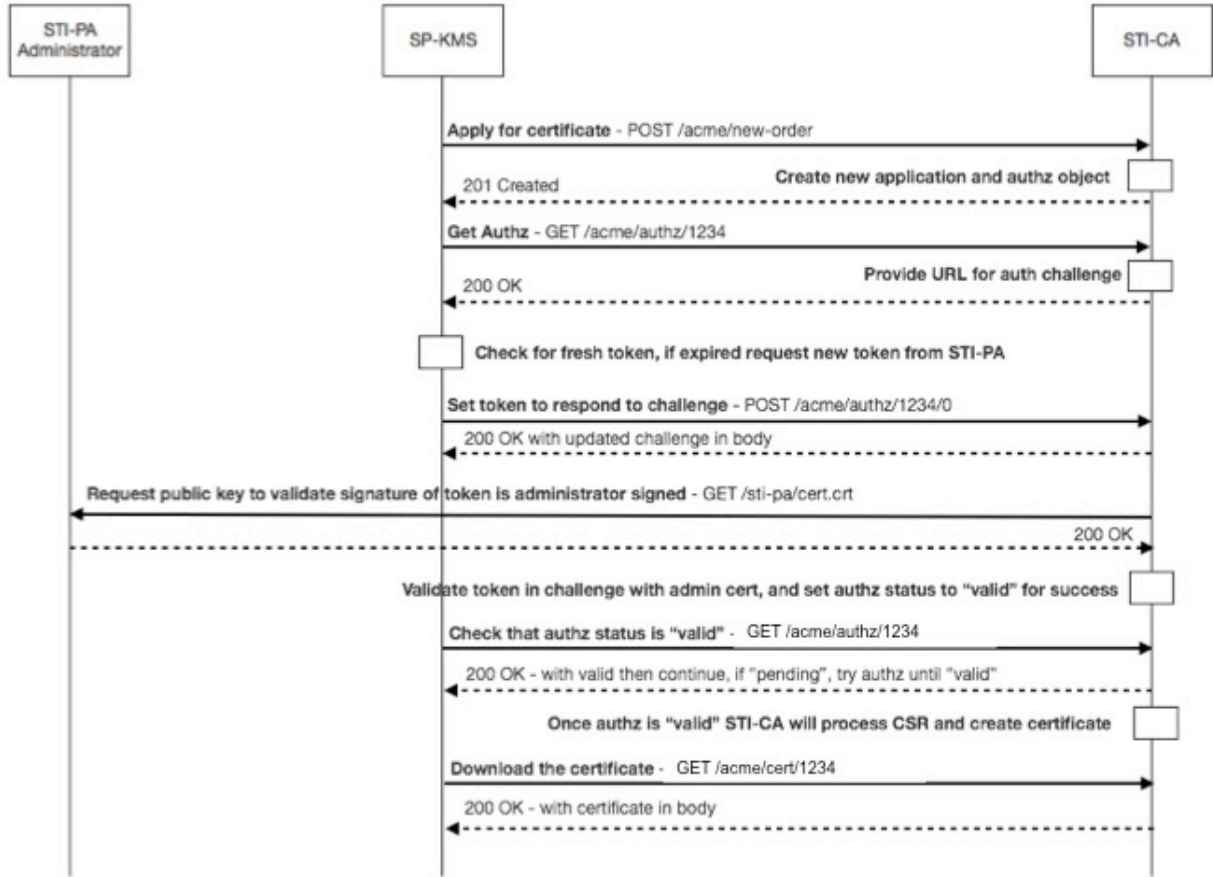 STI-PA
Administrator
SP-KMS
STI-CA
Apply for certificate - POST /acme/new-order
Create new application and authz object
201 Created
Get Authz - GET /acme/authz/1234
Provide URL for auth challenge
200 OK
Check for fresh token, if expired request new token from STI-PA
Set token to respond to challenge - POST /acme/authz/1234/0
200 OK with updated challenge in body
Request public key to validate signature of token is administrator signed - GET /sti-pa/cert.crt
200 OK
Validate token in challenge with admin cert, and set authz status to “valid” for success
Check that authz status is “valid” - GET /acme/authz/1234
200 OK - with valid then continue, if "pending", try authz until "valid"
Once authz is “valid” STI-CA will process CSR and create certificate
Download the certificate - GET /acme/cert/1234
200 OK - with certificate in body